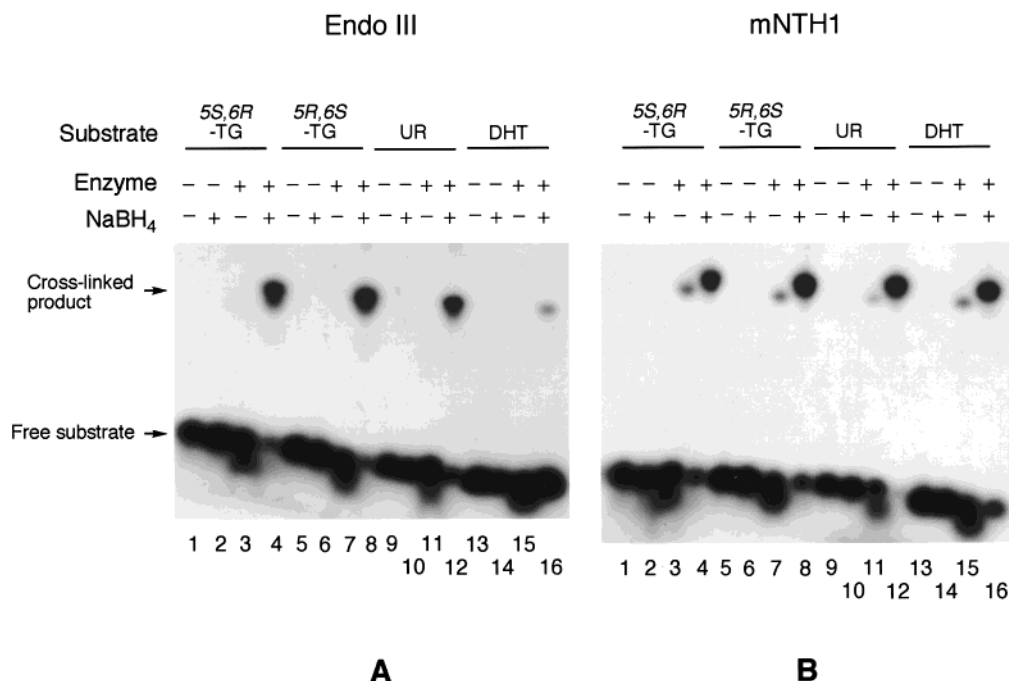 Endo III
mNTH1
5S,6R
-TG
5R,6S
-TG
UR
DHT
5S,6R
-TG
5R,6S
-TG
UR
DHT
Substrate
Enzyme
− − + + − − + + − − + + − − + +
− − + + − − + + − − + + − − + +
NaBH4
− + − + − + − + − + − + − + − +
− + − + − + − + − + − + − + − +
Cross-linked
product
Free substrate
1 2 3 4 5 6 7 8 9 11 13 15
10 12 14 16
1 2 3 4 5 6 7 8 9 11 13 15
10 12 14 16
A
B